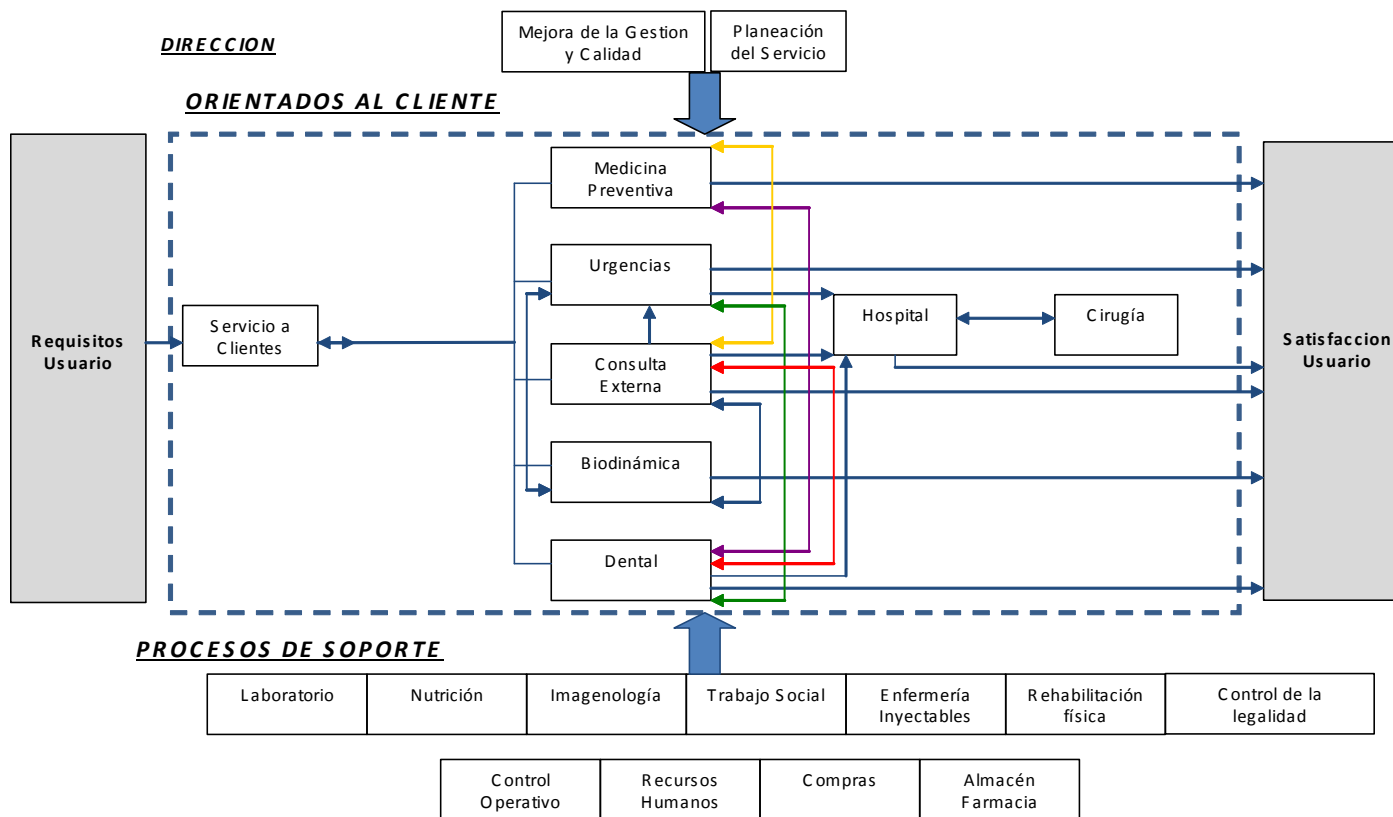 Mejora de la Gestion
y Calidad
Planeación
del Servicio
DIRECCION
ORIENTADOS AL CLIENTE
Requisitos
Usuario
Servicio a
Clientes
Medicina
Preventiva
Urgencias
Consulta
Externa
Biodinámica
Dental
Hospital
Cirugía
Satisfaccion
Usuario
PROCESOS DE SOPORTE
Laboratorio
Nutrición
Imagenología
Trabajo Social
Enfermería
Inyectables
Rehabilitación
física
Control de la
legalidad
Control
Operativo
Recursos
Humanos
Compras
Almacén
Farmacia